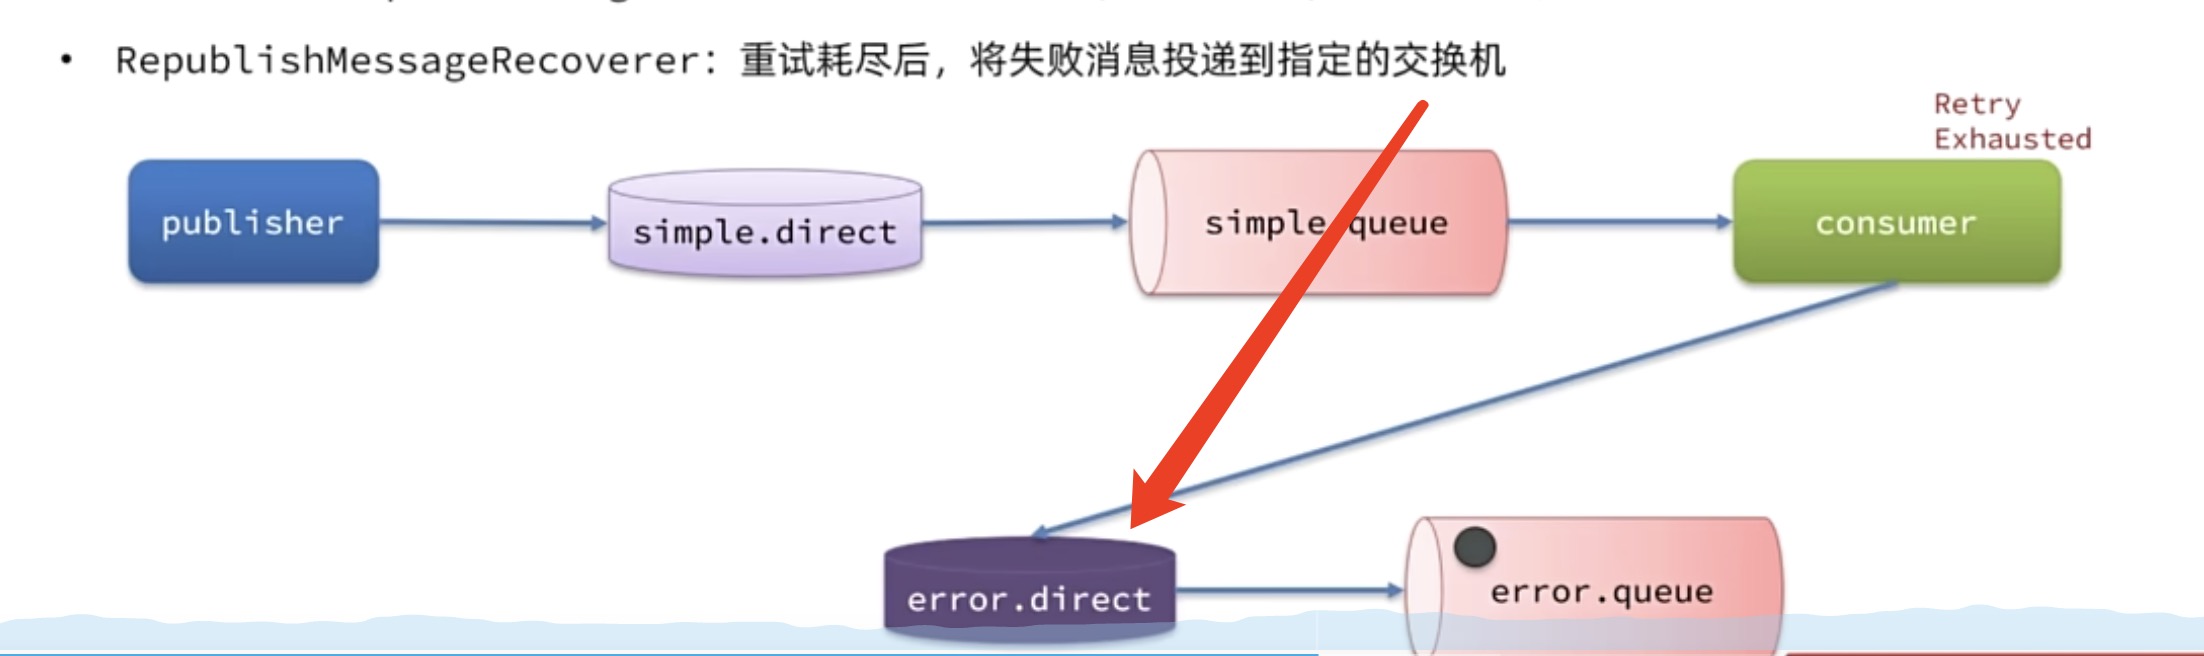 • RepublishMessageRecoverer：重试耗尽后，将失败消息投递到指定的交换机
Retry
Exhausted
publisher
simple.direct
simple.queue
consumer
error.direct
error.queue